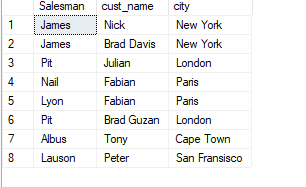 Salesman cust_name city
1 James Nick New York
2 James Brad Davis New York
3 Pit Julian London
4 Nail Fabian Paris
5 Lyon Fabian Paris
6 Pit Brad Guzan London
7 Albus Tony Cape Town
8 Lauson Peter San Fransisco